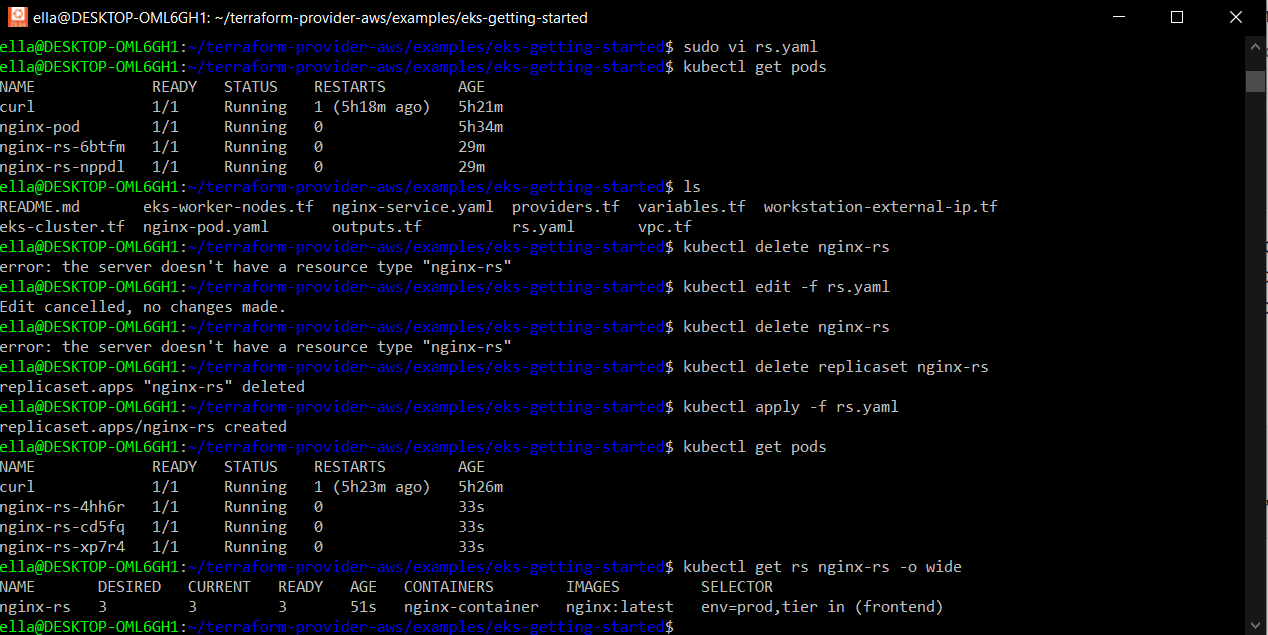 ella@DESKTOP-OML6GH1: ~/terraform-provider-aws/examples/eks-getting-started
ella@DESKTOP-OML6GH1:~/terraform-provider-aws/examples/eks-getting-started$ sudo vi rs.yaml
ella@DESKTOP-OML6GH1:~/terraform-provider-aws/examples/eks-getting-started$ kubectl get pods
NAME READY STATUS RESTARTS AGE
curl 1/1 Running 1 (5h18m ago) 5h21m
nginx-pod 1/1 Running 0 5h34m
nginx-rs-6btfm 1/1 Running 0 29m
nginx-rs-nppdl 1/1 Running 0 29m
ella@DESKTOP-OML6GH1:~/terraform-provider-aws/examples/eks-getting-started$ ls
README.md eks-worker-nodes.tf nginx-service.yaml providers.tf variables.tf workstation-external-ip.tf
eks-cluster.tf nginx-pod.yaml outputs.tf rs.yaml vpc.tf
ella@DESKTOP-OML6GH1:~/terraform-provider-aws/examples/eks-getting-started$ kubectl delete nginx-rs
error: the server doesn't have a resource type "nginx-rs"
ella@DESKTOP-OML6GH1:~/terraform-provider-aws/examples/eks-getting-started$ kubectl edit -f rs.yaml
Edit cancelled, no changes made.
ella@DESKTOP-OML6GH1:~/terraform-provider-aws/examples/eks-getting-started$ kubectl delete nginx-rs
error: the server doesn't have a resource type "nginx-rs"
ella@DESKTOP-OML6GH1:~/terraform-provider-aws/examples/eks-getting-started$ kubectl delete replicaset nginx-rs
replicaset.apps "nginx-rs" deleted
ella@DESKTOP-OML6GH1:~/terraform-provider-aws/examples/eks-getting-started$ kubectl apply -f rs.yaml
replicaset.apps/nginx-rs created
ella@DESKTOP-OML6GH1:~/terraform-provider-aws/examples/eks-getting-started$ kubectl get pods
NAME READY STATUS RESTARTS AGE
curl 1/1 Running 1 (5h23m ago) 5h26m
nginx-rs-4hh6r 1/1 Running 0 33s
nginx-rs-cd5fq 1/1 Running 0 33s
nginx-rs-xp7r4 1/1 Running 0 33s
ella@DESKTOP-OML6GH1:~/terraform-provider-aws/examples/eks-getting-started$ kubectl get rs nginx-rs -o wide
NAME DESIRED CURRENT READY AGE CONTAINERS IMAGES SELECTOR
nginx-rs 3 3 3 51s nginx-container nginx:latest env=prod,tier in (frontend)
ella@DESKTOP-OML6GH1:~/terraform-provider-aws/examples/eks-getting-started$